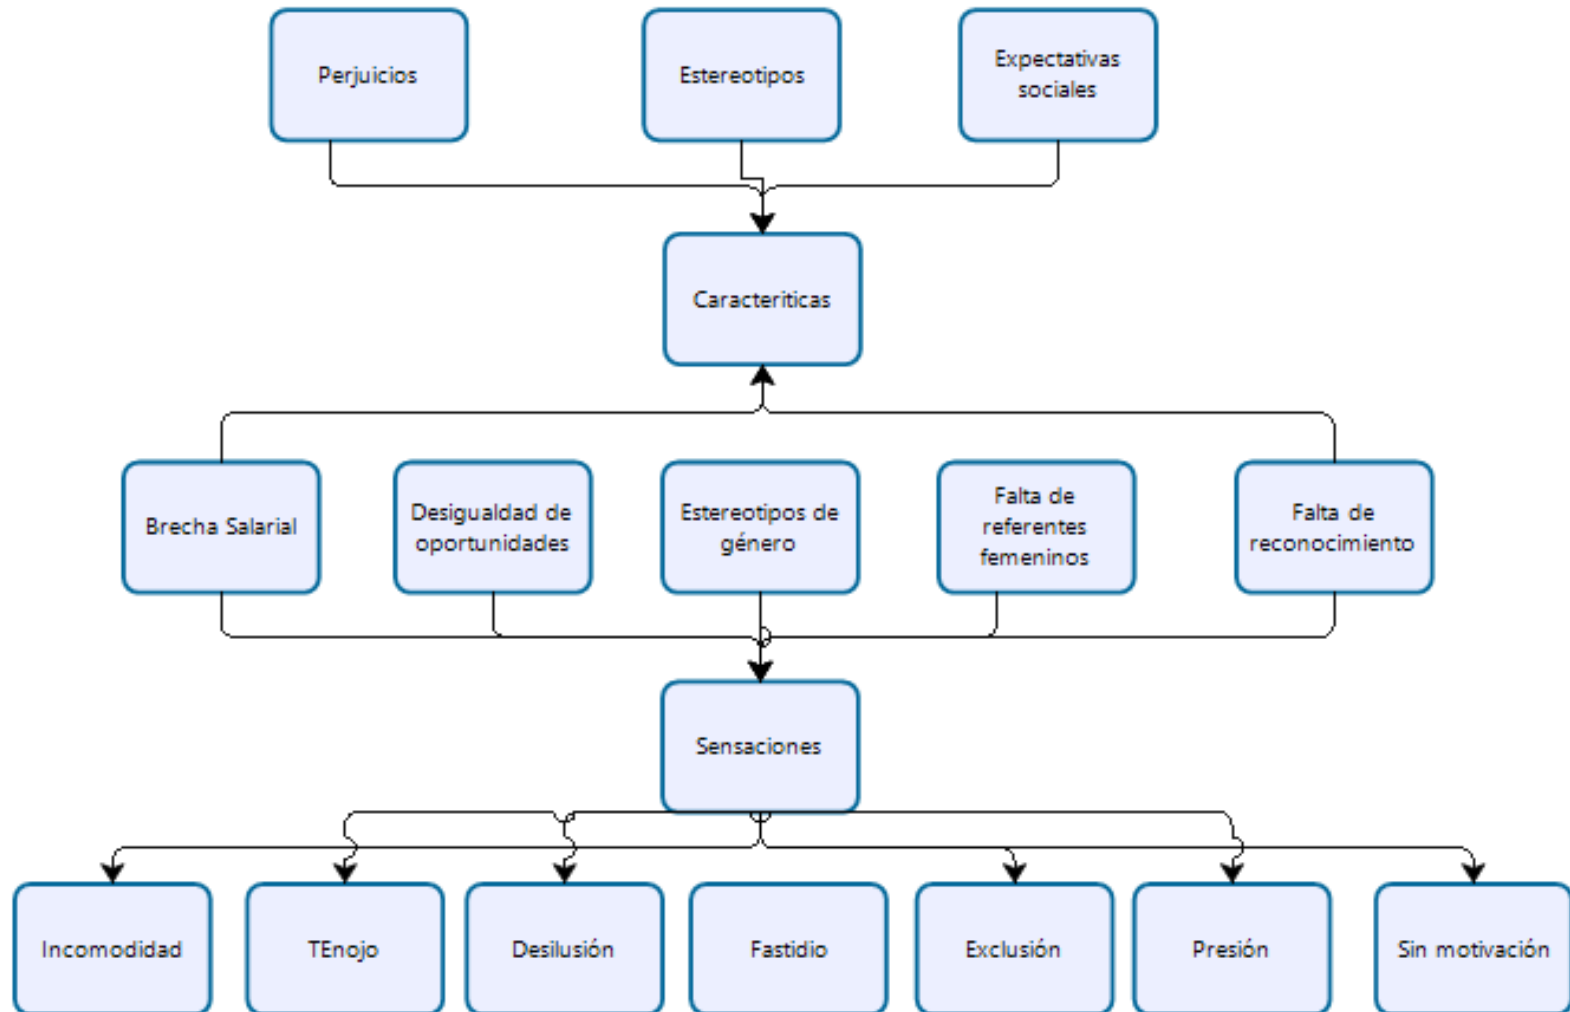 Perjuicios
Estereotipos
Expectativas
sociales
Caracteriticas
Brecha Salarial
Desigualdad de
oportunidades
Estereotipos de
género
Falta de
referentes
femeninos
Falta de
reconocimiento
Sensaciones
Incomodidad
TEnojo
Desilusión
Fastidio
Exclusión
Presión
Sin motivación